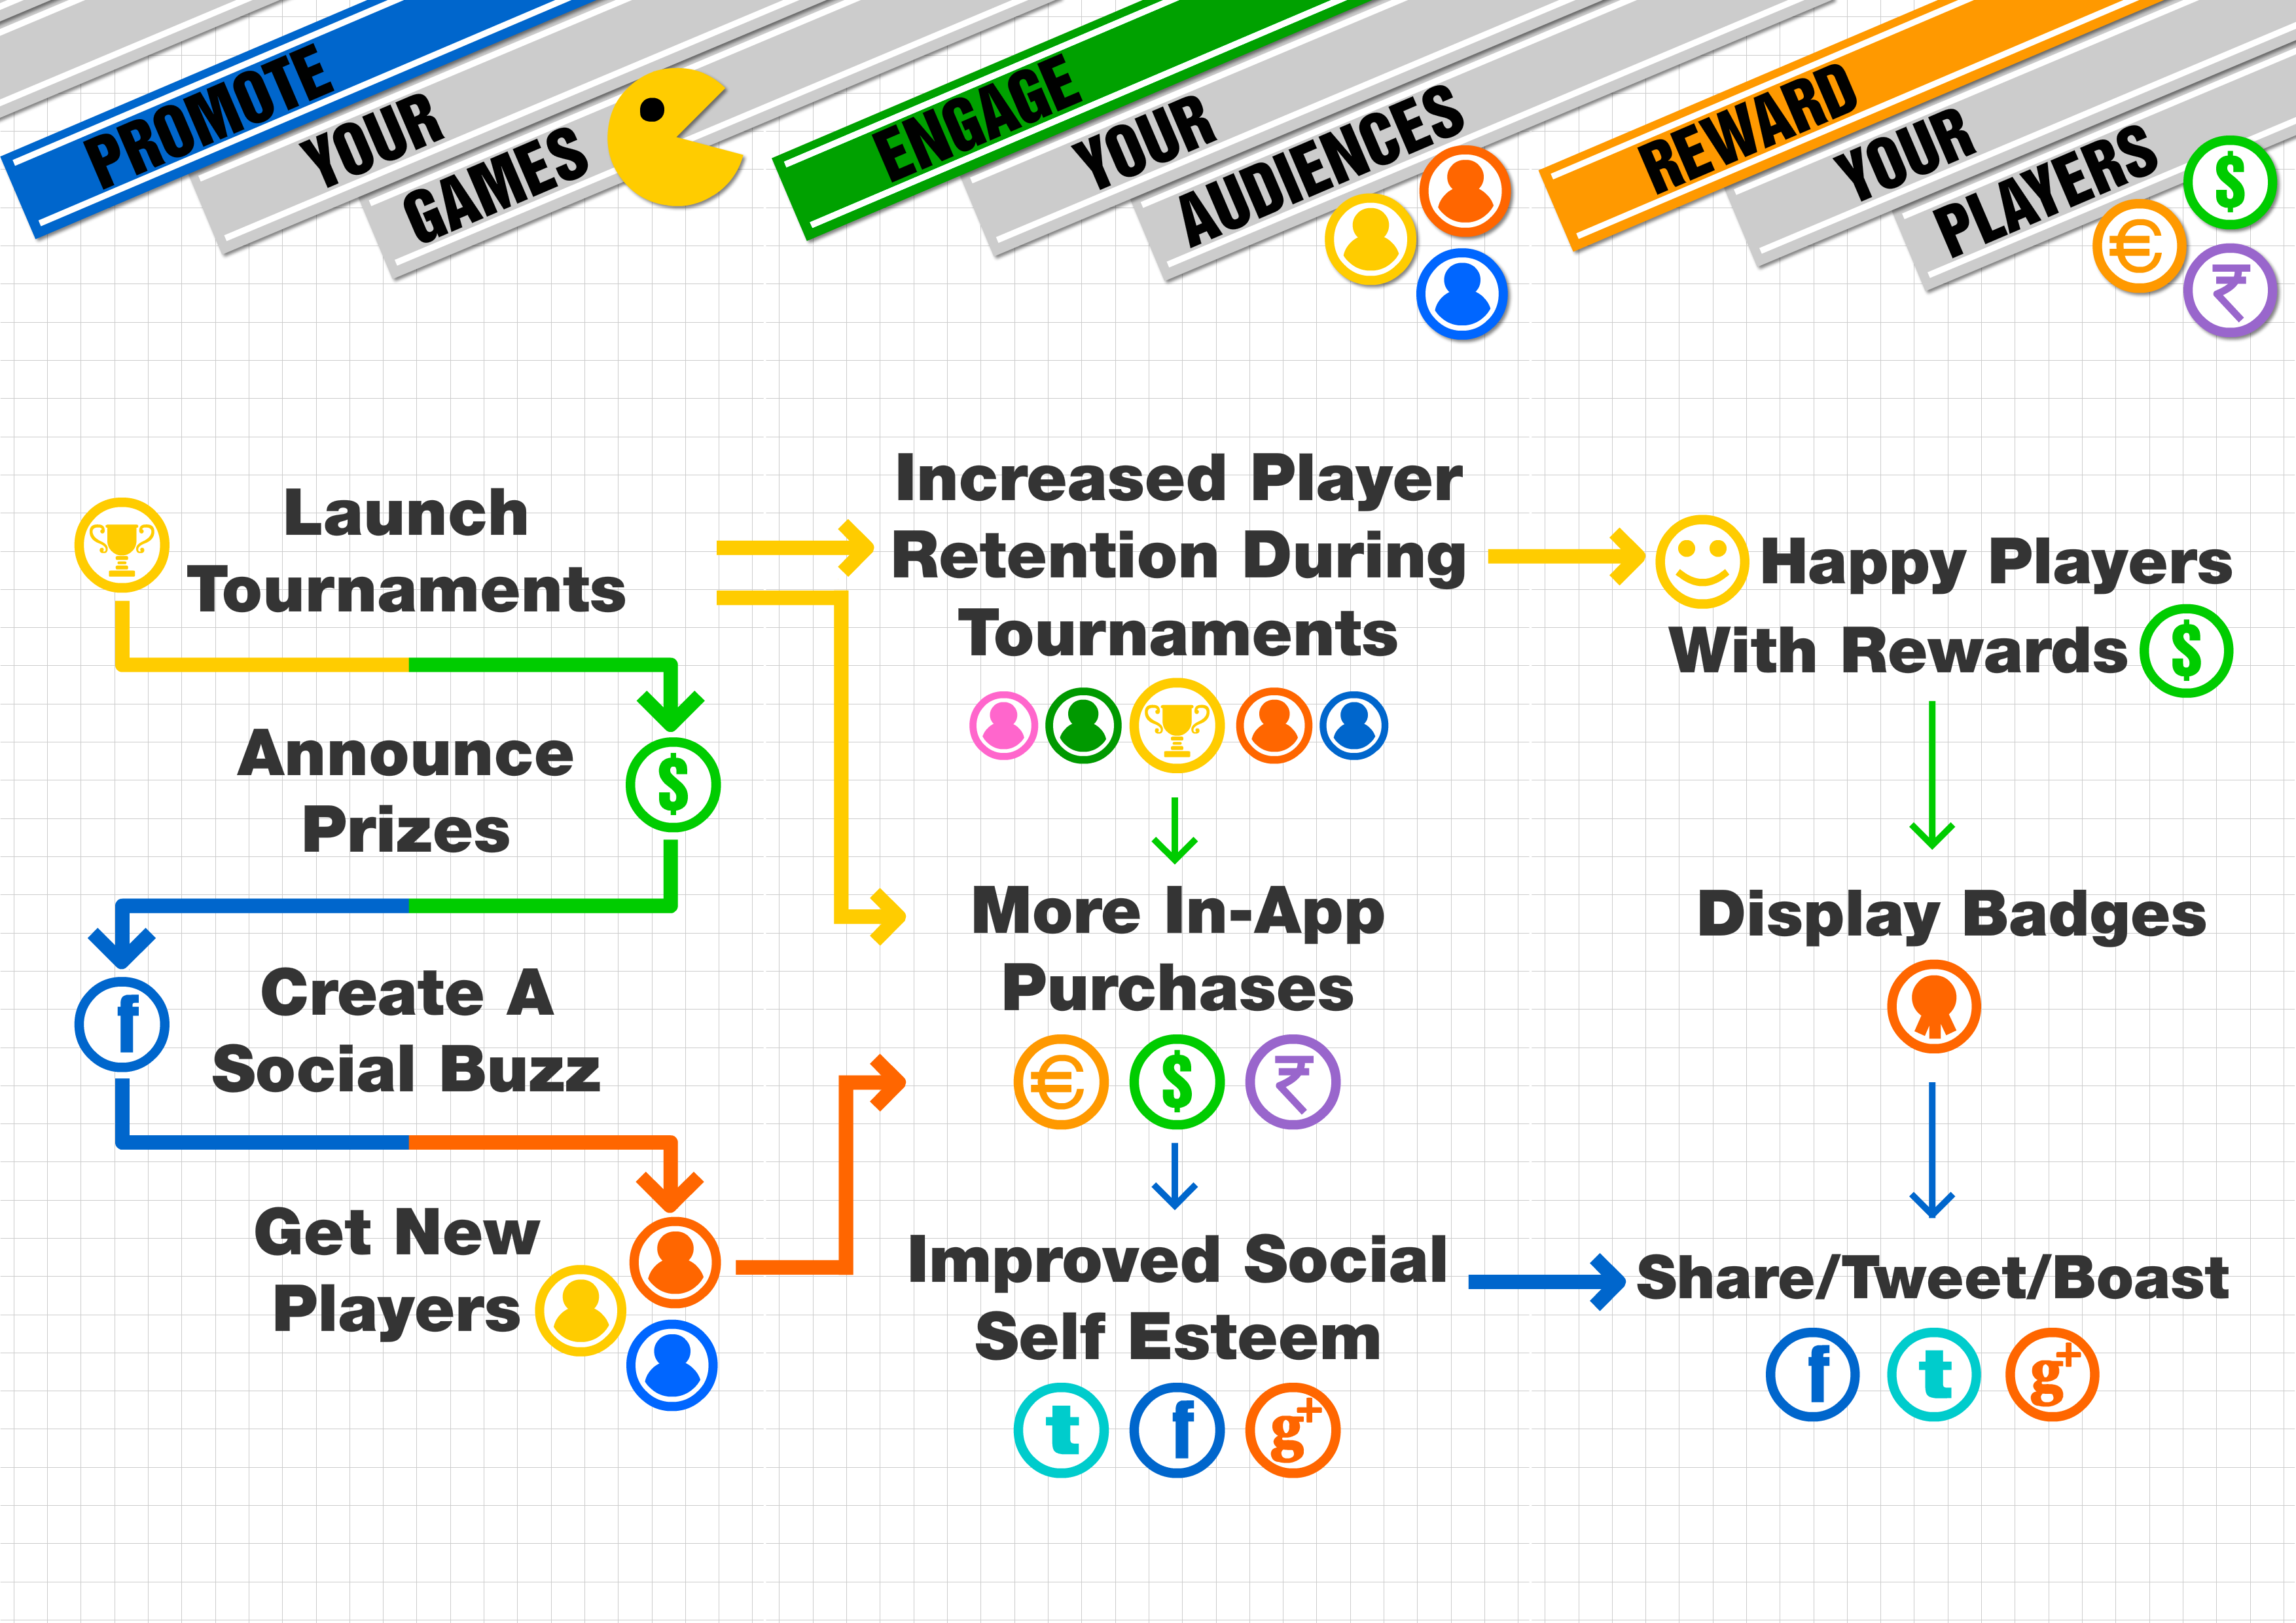 PROMOTE
YOUR
GAMES
ENGAGE
YOUR
AUDIENCES
REWARD
YOUR
PLAYERS
$
€
₹
Launch
Tournaments
Announce
Prizes
$
f
Create A
Social Buzz
Get New
Players
Increased Player
Retention During
Tournaments
More In-App
Purchases
€ $ ₹
Improved Social
Self Esteem
t f g+
Happy Players
With Rewards $
Display Badges
Share/Tweet/Boast
f t g+